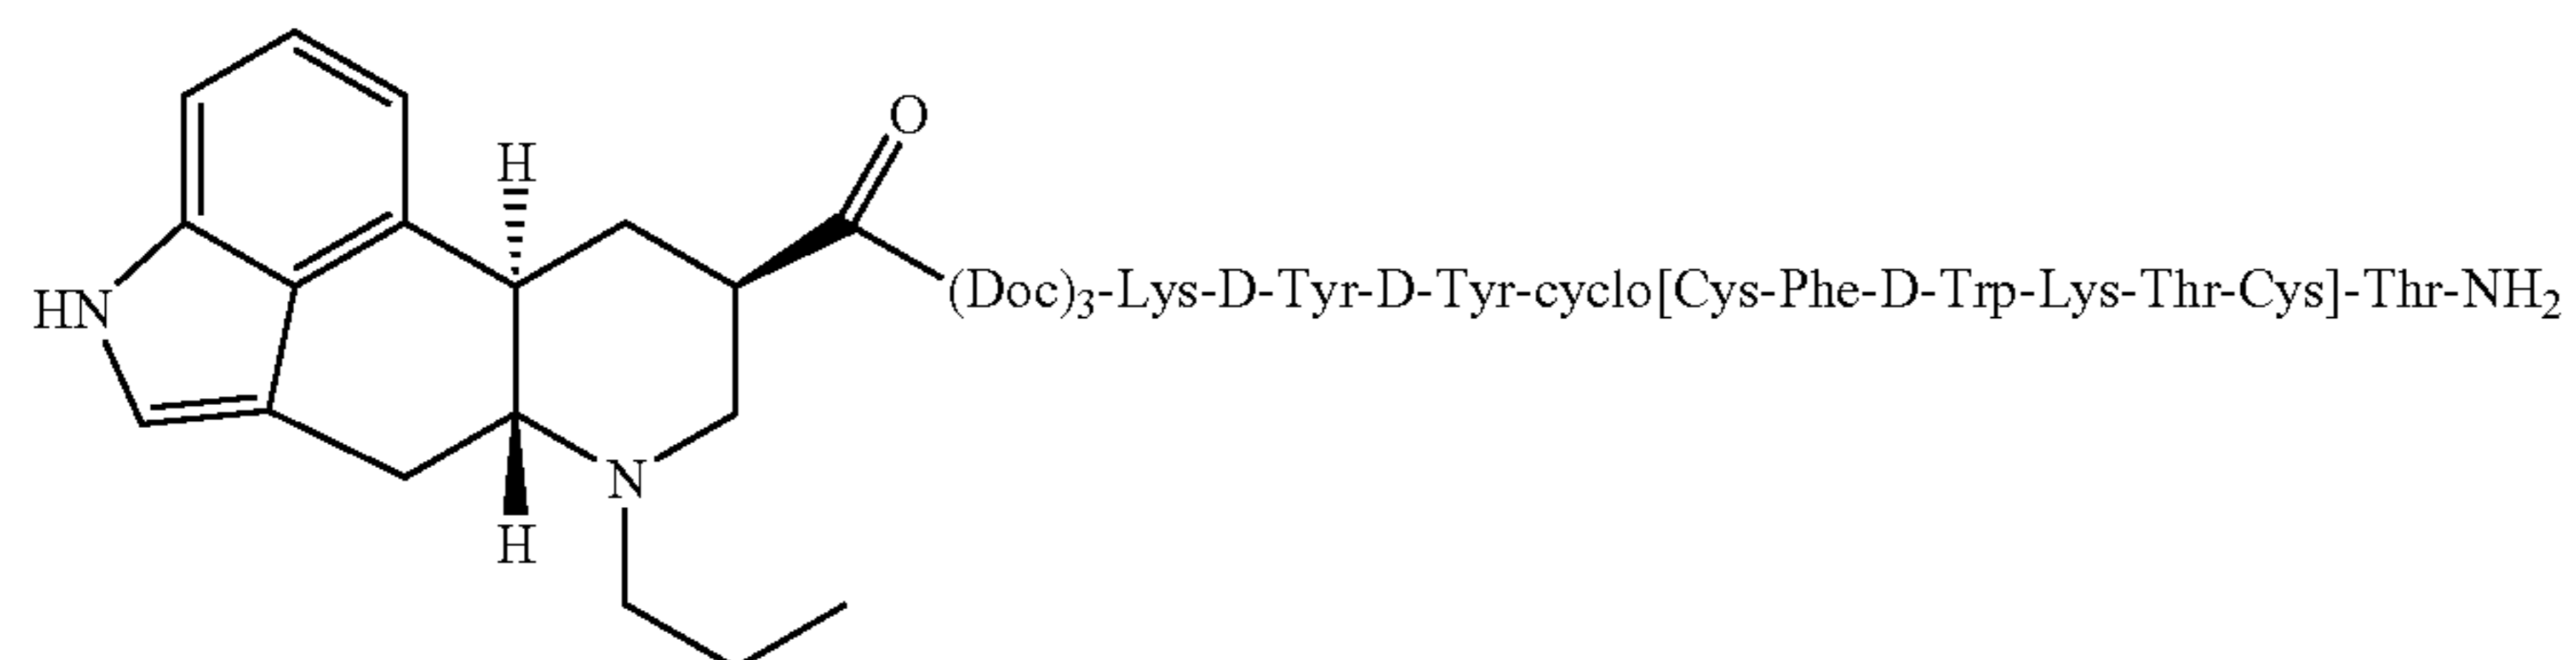 O
H
(Doc)3-Lys-D-Tyr-D-Tyr-cyclo[Cys-Phe-D-Trp-Lys-Thr-Cys]-Thr-NH2
HN
N
H